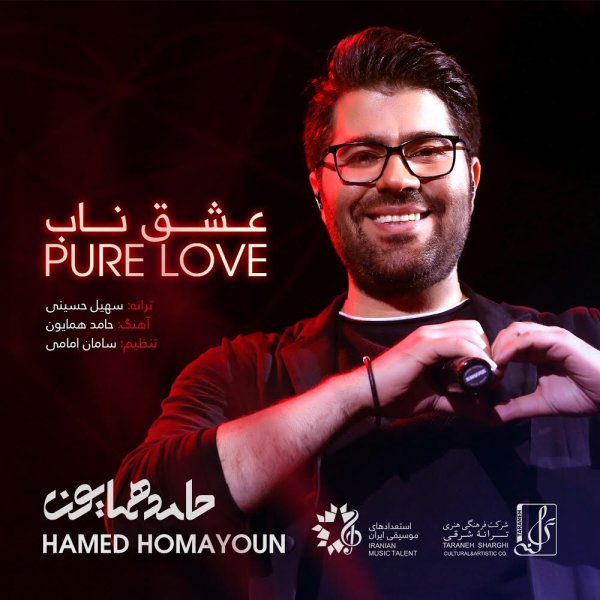 عشق ناب
PURE LOVE
ترانه: سهیل حسینی
آهنگ: حامد همایون
تنظیم: سامان امامی
حامد همایون
HAMED HOMAYOUN
استعدادهای
موسیقی ایران
IRANIAN
MUSIC TALENT
شرکت فرهنگی هنری
ترانه شرقی
TARANEH SHARGHI
CULTURAL&ARTISTIC CO.
TARANEH